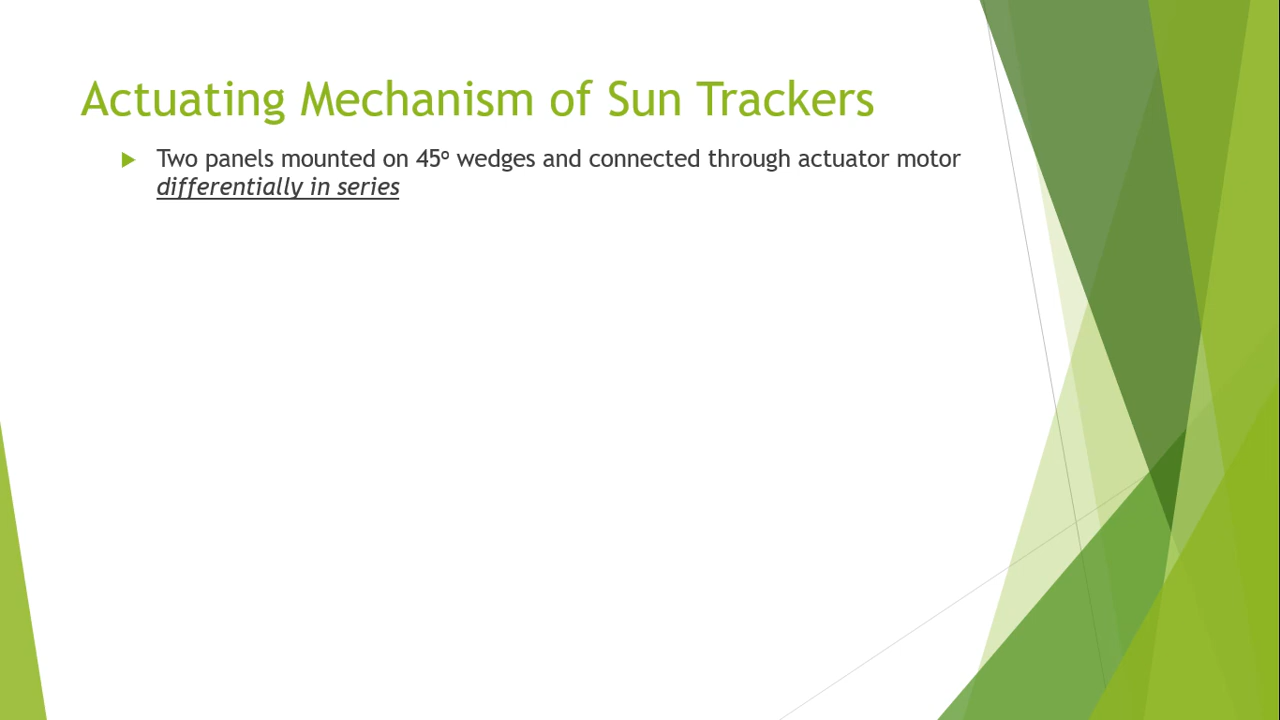 Actuating Mechanism of Sun Trackers
Two panels mounted on 45º wedges and connected through actuator motor
differentially in series